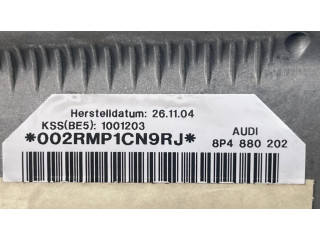 Herstelldatum: 26.11.04
KSS(BE5): 1001203
*002RMP1CN9RJ*
AUDI
8P4 880 202